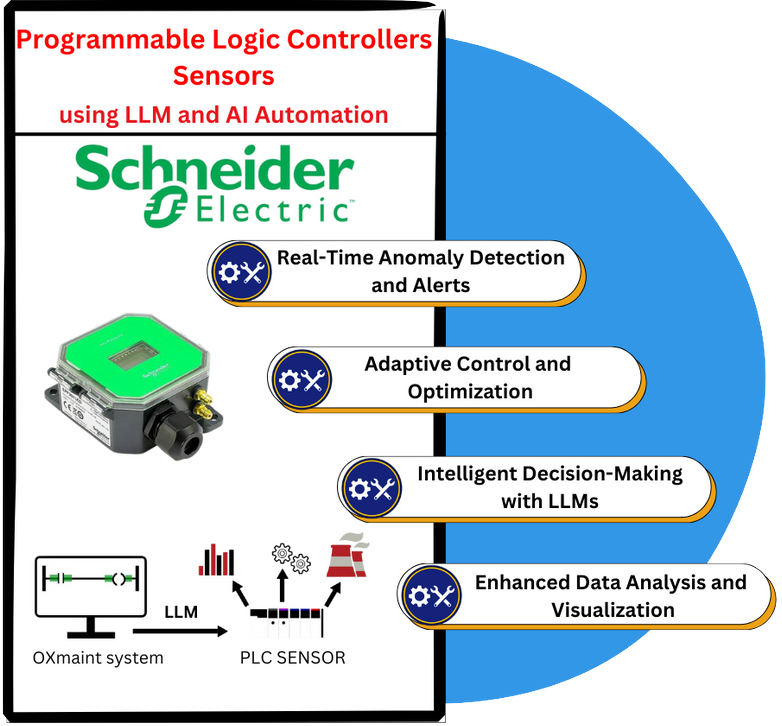 Programmable Logic Controllers
Sensors
using LLM and AI Automation
Schneider
Electric™
Real-Time Anomaly Detection
and Alerts
Adaptive Control and
Optimization
Intelligent Decision-Making
with LLMs
Enhanced Data Analysis and
Visualization
LLM
OXmaint system
PLC SENSOR